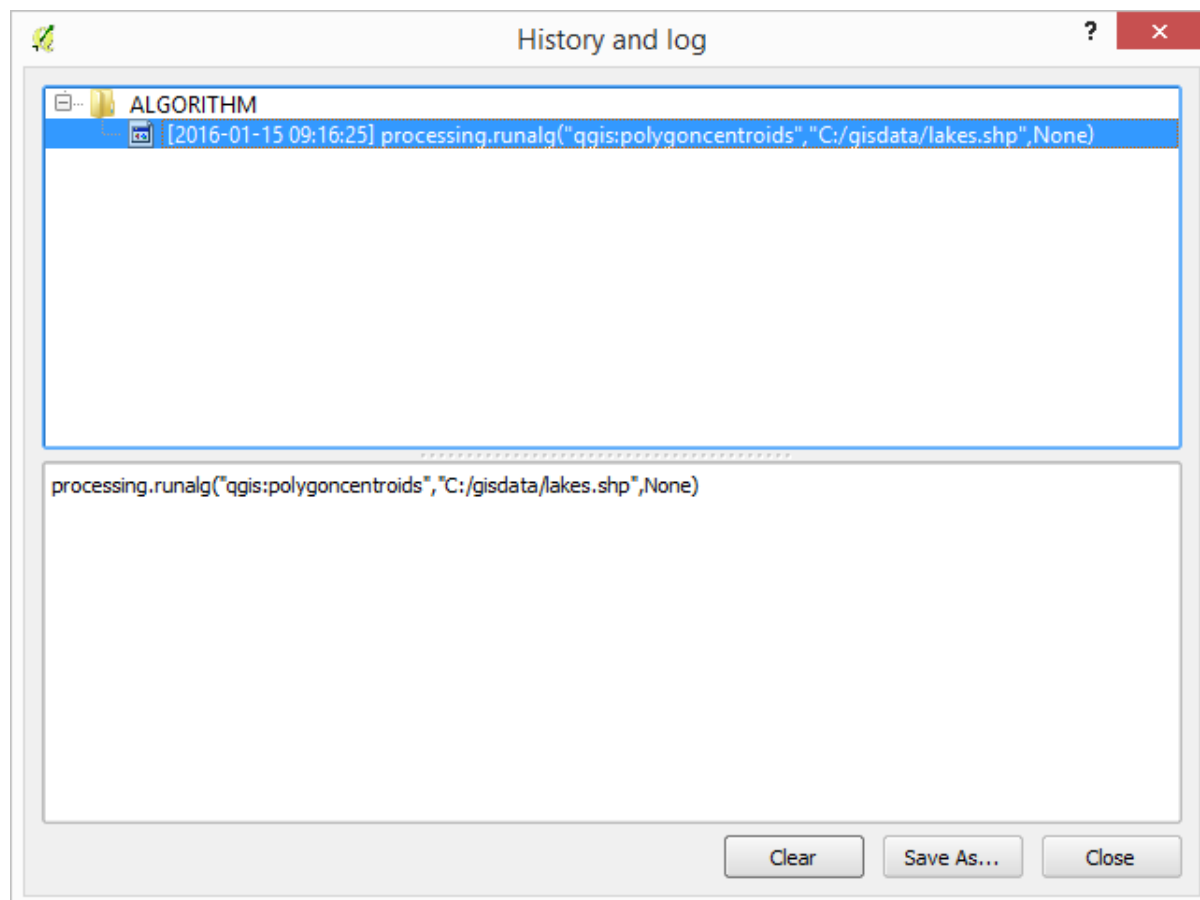 History and log
?
ALGORITHM
[2016-01-15 09:16:25] processing.runalg("qgis:polygoncentroids","C:/gisdata/lakes.shp",None)
processing.runalg("qgis:polygoncentroids","C:/gisdata/lakes.shp",None)
Clear Save As... Close